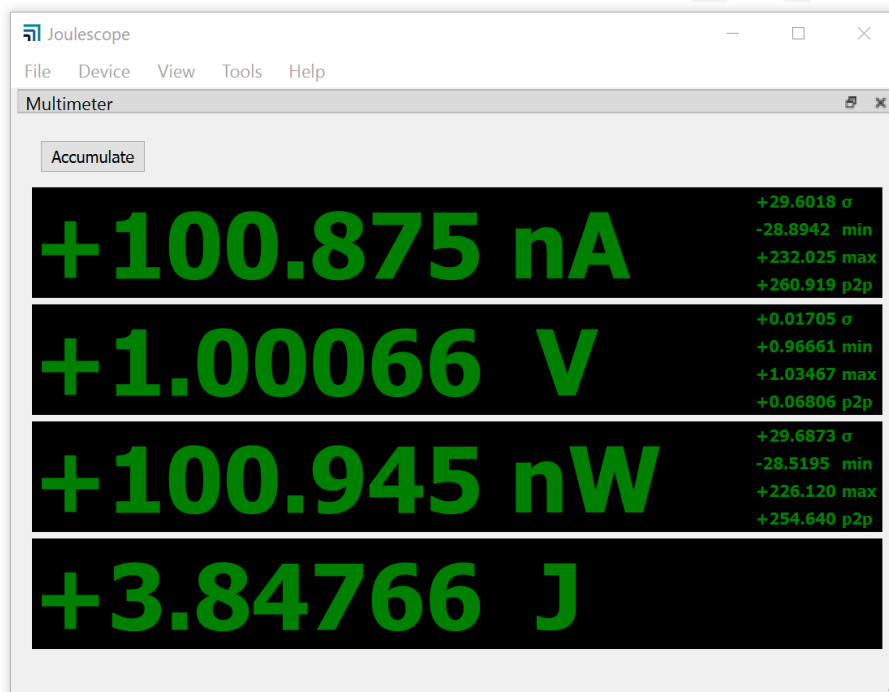 Joulescope
File Device View Tools Help
Multimeter
Accumulate
+100.875 nA
+29.6018 σ
-28.8942 min
+232.025 max
+260.919 p2p
+1.00066 V
+0.01705 σ
+0.96661 min
+1.03467 max
+0.06806 p2p
+100.945 nW
+29.6873 σ
-28.5195 min
+226.120 max
+254.640 p2p
+3.84766 J